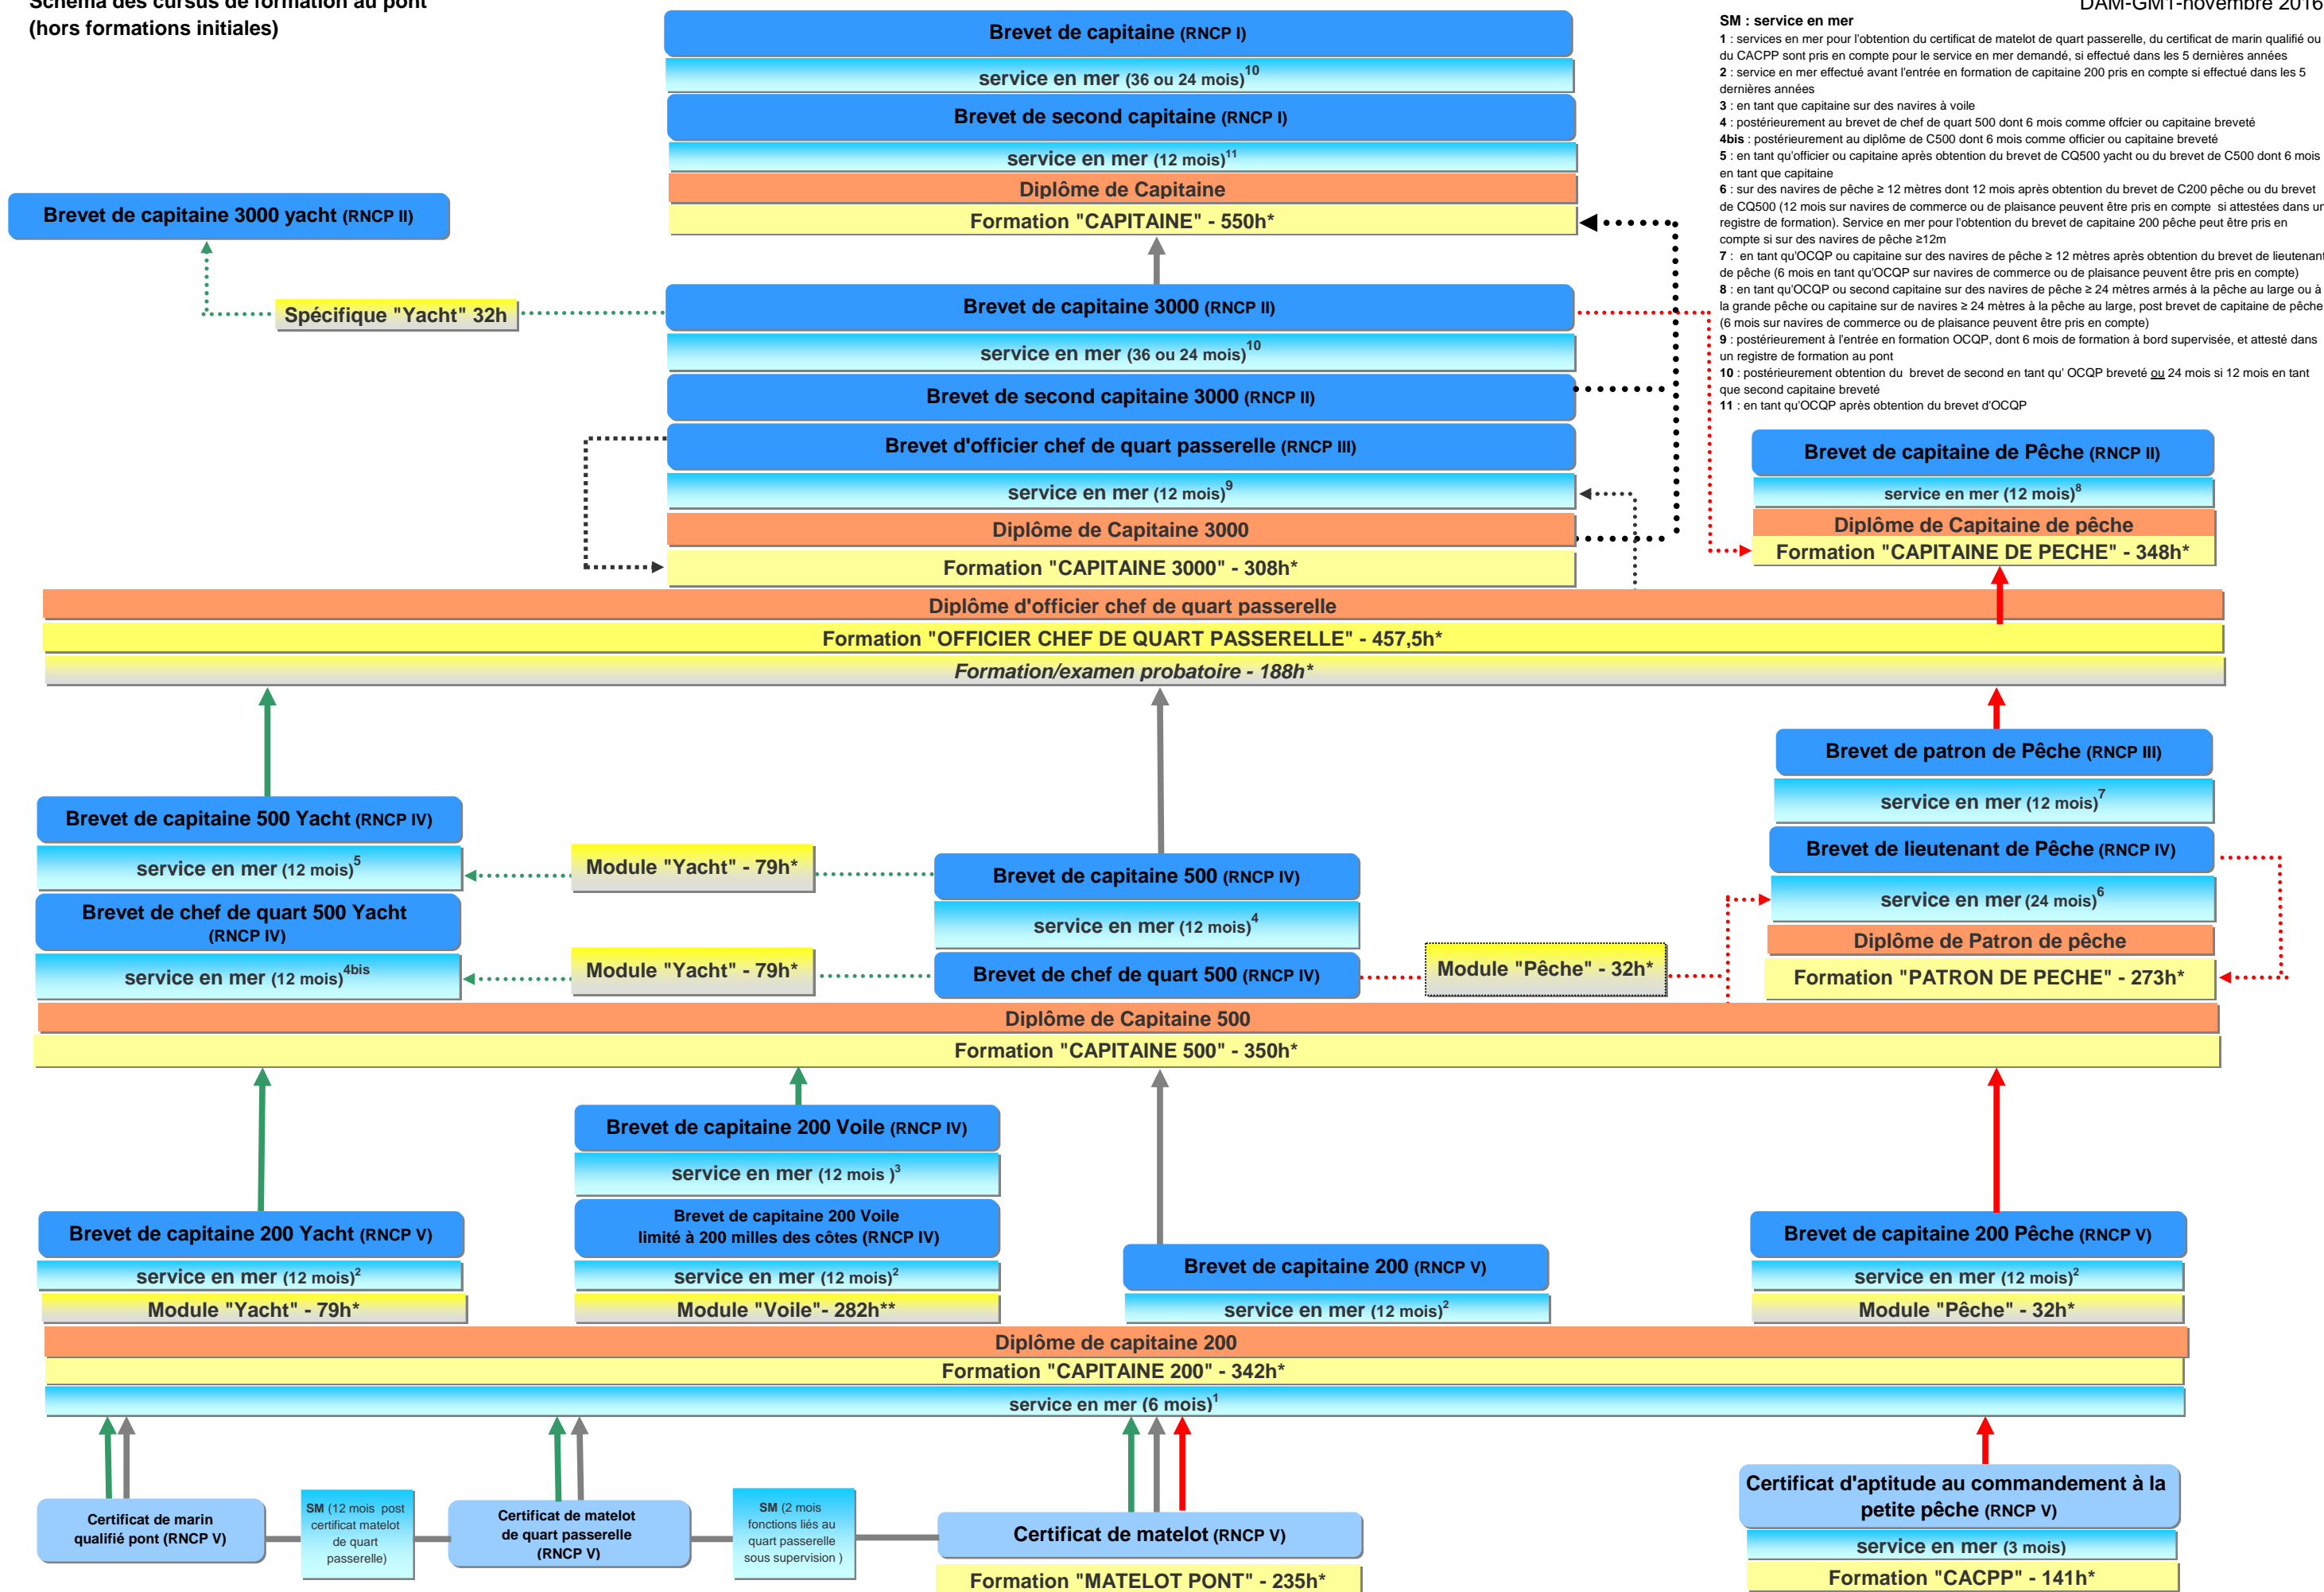 Schéma des cursus de formation au pont
(hors formations initiales)
DAM-GM1-novembre 2016
SM : service en mer
1 : services en mer pour l'obtention du certificat de matelot de quart passerelle, du certificat de marin qualifié ou
du CACPP sont pris en compte pour le service en mer demandé, si effectué dans les 5 dernières années
2 : service en mer effectué avant l'entrée en formation de capitaine 200 pris en compte si effectué dans les 5
dernières années
3 : en tant que capitaine sur des navires à voile
4 : postérieurement au brevet de chef de quart 500 dont 6 mois comme offcier ou capitaine breveté
4bis : postérieurement au diplôme de C500 dont 6 mois comme officier ou capitaine breveté
5 : en tant qu'officier ou capitaine après obtention du brevet de CQ500 yacht ou du brevet de C500 dont 6 mois
en tant que capitaine
6 : sur des navires de pêche ≥ 12 mètres dont 12 mois après obtention du brevet de C200 pêche ou du brevet
de CQ500 (12 mois sur navires de commerce ou de plaisance peuvent être pris en compte si attestées dans un
registre de formation). Service en mer pour l'obtention du brevet de capitaine 200 pêche peut être pris en
compte si sur des navires de pêche ≥12m
7 : en tant qu'OCQP ou capitaine sur des navires de pêche ≥ 12 mètres après obtention du brevet de lieutenant
de pêche (6 mois en tant qu'OCQP sur navires de commerce ou de plaisance peuvent être pris en compte)
8 : en tant qu'OCQP ou second capitaine sur des navires de pêche ≥ 24 mètres armés à la pêche au large ou à
la grande pêche ou capitaine sur de navires ≥ 24 mètres à la pêche au large, post brevet de capitaine de pêche
(6 mois sur navires de commerce ou de plaisance peuvent être pris en compte)
9 : postérieurement à l'entrée en formation OCQP, dont 6 mois de formation à bord supervisée, et attesté dans
un registre de formation au pont
10 : postérieurement obtention du brevet de second en tant qu' OCQP breveté ou 24 mois si 12 mois en tant
que second capitaine breveté
11 : en tant qu'OCQP après obtention du brevet d'OCQP
Brevet de capitaine (RNCP I)
service en mer (36 ou 24 mois)10
Brevet de second capitaine (RNCP I)
service en mer (12 mois)11
Diplôme de Capitaine
Formation "CAPITAINE" - 550h*
Brevet de capitaine 3000 yacht (RNCP II)
Spécifique "Yacht" 32h
Brevet de capitaine 3000 (RNCP II)
service en mer (36 ou 24 mois)10
Brevet de second capitaine 3000 (RNCP II)
Brevet d'officier chef de quart passerelle (RNCP III)
service en mer (12 mois)9
Diplôme de Capitaine 3000
Formation "CAPITAINE 3000" - 308h*
Brevet de capitaine de Pêche (RNCP II)
service en mer (12 mois)8
Diplôme de Capitaine de pêche
Formation "CAPITAINE DE PECHE" - 348h*
Diplôme d'officier chef de quart passerelle
Formation "OFFICIER CHEF DE QUART PASSERELLE" - 457,5h*
Formation/examen probatoire - 188h*
Brevet de capitaine 500 Yacht (RNCP IV)
service en mer (12 mois)5
Brevet de chef de quart 500 Yacht
(RNCP IV)
service en mer (12 mois)4bis
Module "Yacht" - 79h*
Module "Yacht" - 79h*
Brevet de capitaine 500 (RNCP IV)
service en mer (12 mois)4
Brevet de chef de quart 500 (RNCP IV)
Module "Pêche" - 32h*
Brevet de patron de Pêche (RNCP III)
service en mer (12 mois)7
Brevet de lieutenant de Pêche (RNCP IV)
service en mer (24 mois)6
Diplôme de Patron de pêche
Formation "PATRON DE PECHE" - 273h*
Diplôme de Capitaine 500
Formation "CAPITAINE 500" - 350h*
Brevet de capitaine 200 Yacht (RNCP V)
service en mer (12 mois)2
Module "Yacht" - 79h*
Brevet de capitaine 200 Voile (RNCP IV)
service en mer (12 mois )3
Brevet de capitaine 200 Voile
limité à 200 milles des côtes (RNCP IV)
service en mer (12 mois)2
Module "Voile"- 282h**
Brevet de capitaine 200 (RNCP V)
service en mer (12 mois)2
Brevet de capitaine 200 Pêche (RNCP V)
service en mer (12 mois)2
Module "Pêche" - 32h*
Diplôme de capitaine 200
Formation "CAPITAINE 200" - 342h*
service en mer (6 mois)1
Certificat de marin
qualifié pont (RNCP V)
SM (12 mois post
certificat matelot
de quart
passerelle)
Certificat de matelot
de quart passerelle
(RNCP V)
SM (2 mois
fonctions liés au
quart passerelle
sous supervision )
Certificat de matelot (RNCP V)
Formation "MATELOT PONT" - 235h*
Certificat d'aptitude au commandement à la
petite pêche (RNCP V)
service en mer (3 mois)
Formation "CACPP" - 141h*